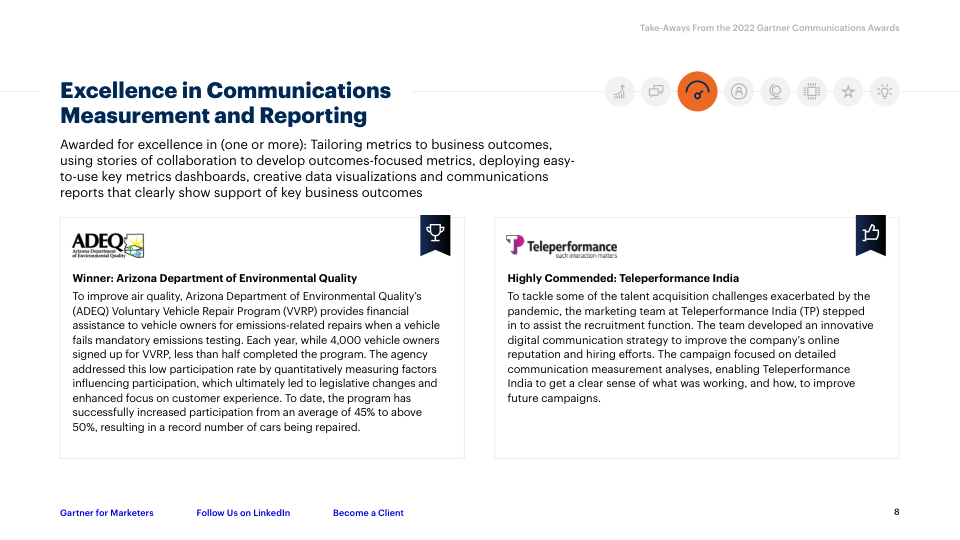 Take-Aways From the 2022 Gartner Communications Awards
Excellence in Communications
Measurement and Reporting
Awarded for excellence in (one or more): Tailoring metrics to business outcomes,
using stories of collaboration to develop outcomes-focused metrics, deploying easy-
to-use key metrics dashboards, creative data visualizations and communications
reports that clearly show support of key business outcomes
ADEQ
Arizona Department
of Environmental Quality
Winner: Arizona Department of Environmental Quality
To improve air quality, Arizona Department of Environmental Quality's
(ADEQ) Voluntary Vehicle Repair Program (VVRP) provides financial
assistance to vehicle owners for emissions-related repairs when a vehicle
fails mandatory emissions testing. Each year, while 4,000 vehicle owners
signed up for VVRP, less than half completed the program. The agency
addressed this low participation rate by quantitatively measuring factors
influencing participation, which ultimately led to legislative changes and
enhanced focus on customer experience. To date, the program has
successfully increased participation from an average of 45% to above
50%, resulting in a record number of cars being repaired.
Teleperformance
each interaction matters
Highly Commended: Teleperformance India
To tackle some of the talent acquisition challenges exacerbated by the
pandemic, the marketing team at Teleperformance India (TP) stepped
in to assist the recruitment function. The team developed an innovative
digital communication strategy to improve the company's online
reputation and hiring efforts. The campaign focused on detailed
communication measurement analyses, enabling Teleperformance
India to get a clear sense of what was working, and how, to improve
future campaigns.
Gartner for Marketers
Follow Us on LinkedIn
Become a Client
8